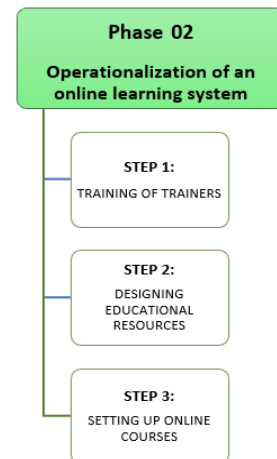 Phase 02
Operationalization of an
online learning system
STEP 1:
TRAINING OF TRAINERS
STEP 2:
DESIGNING
EDUCATIONAL
RESOURCES
STEP 3:
SETTING UP ONLINE
COURSES